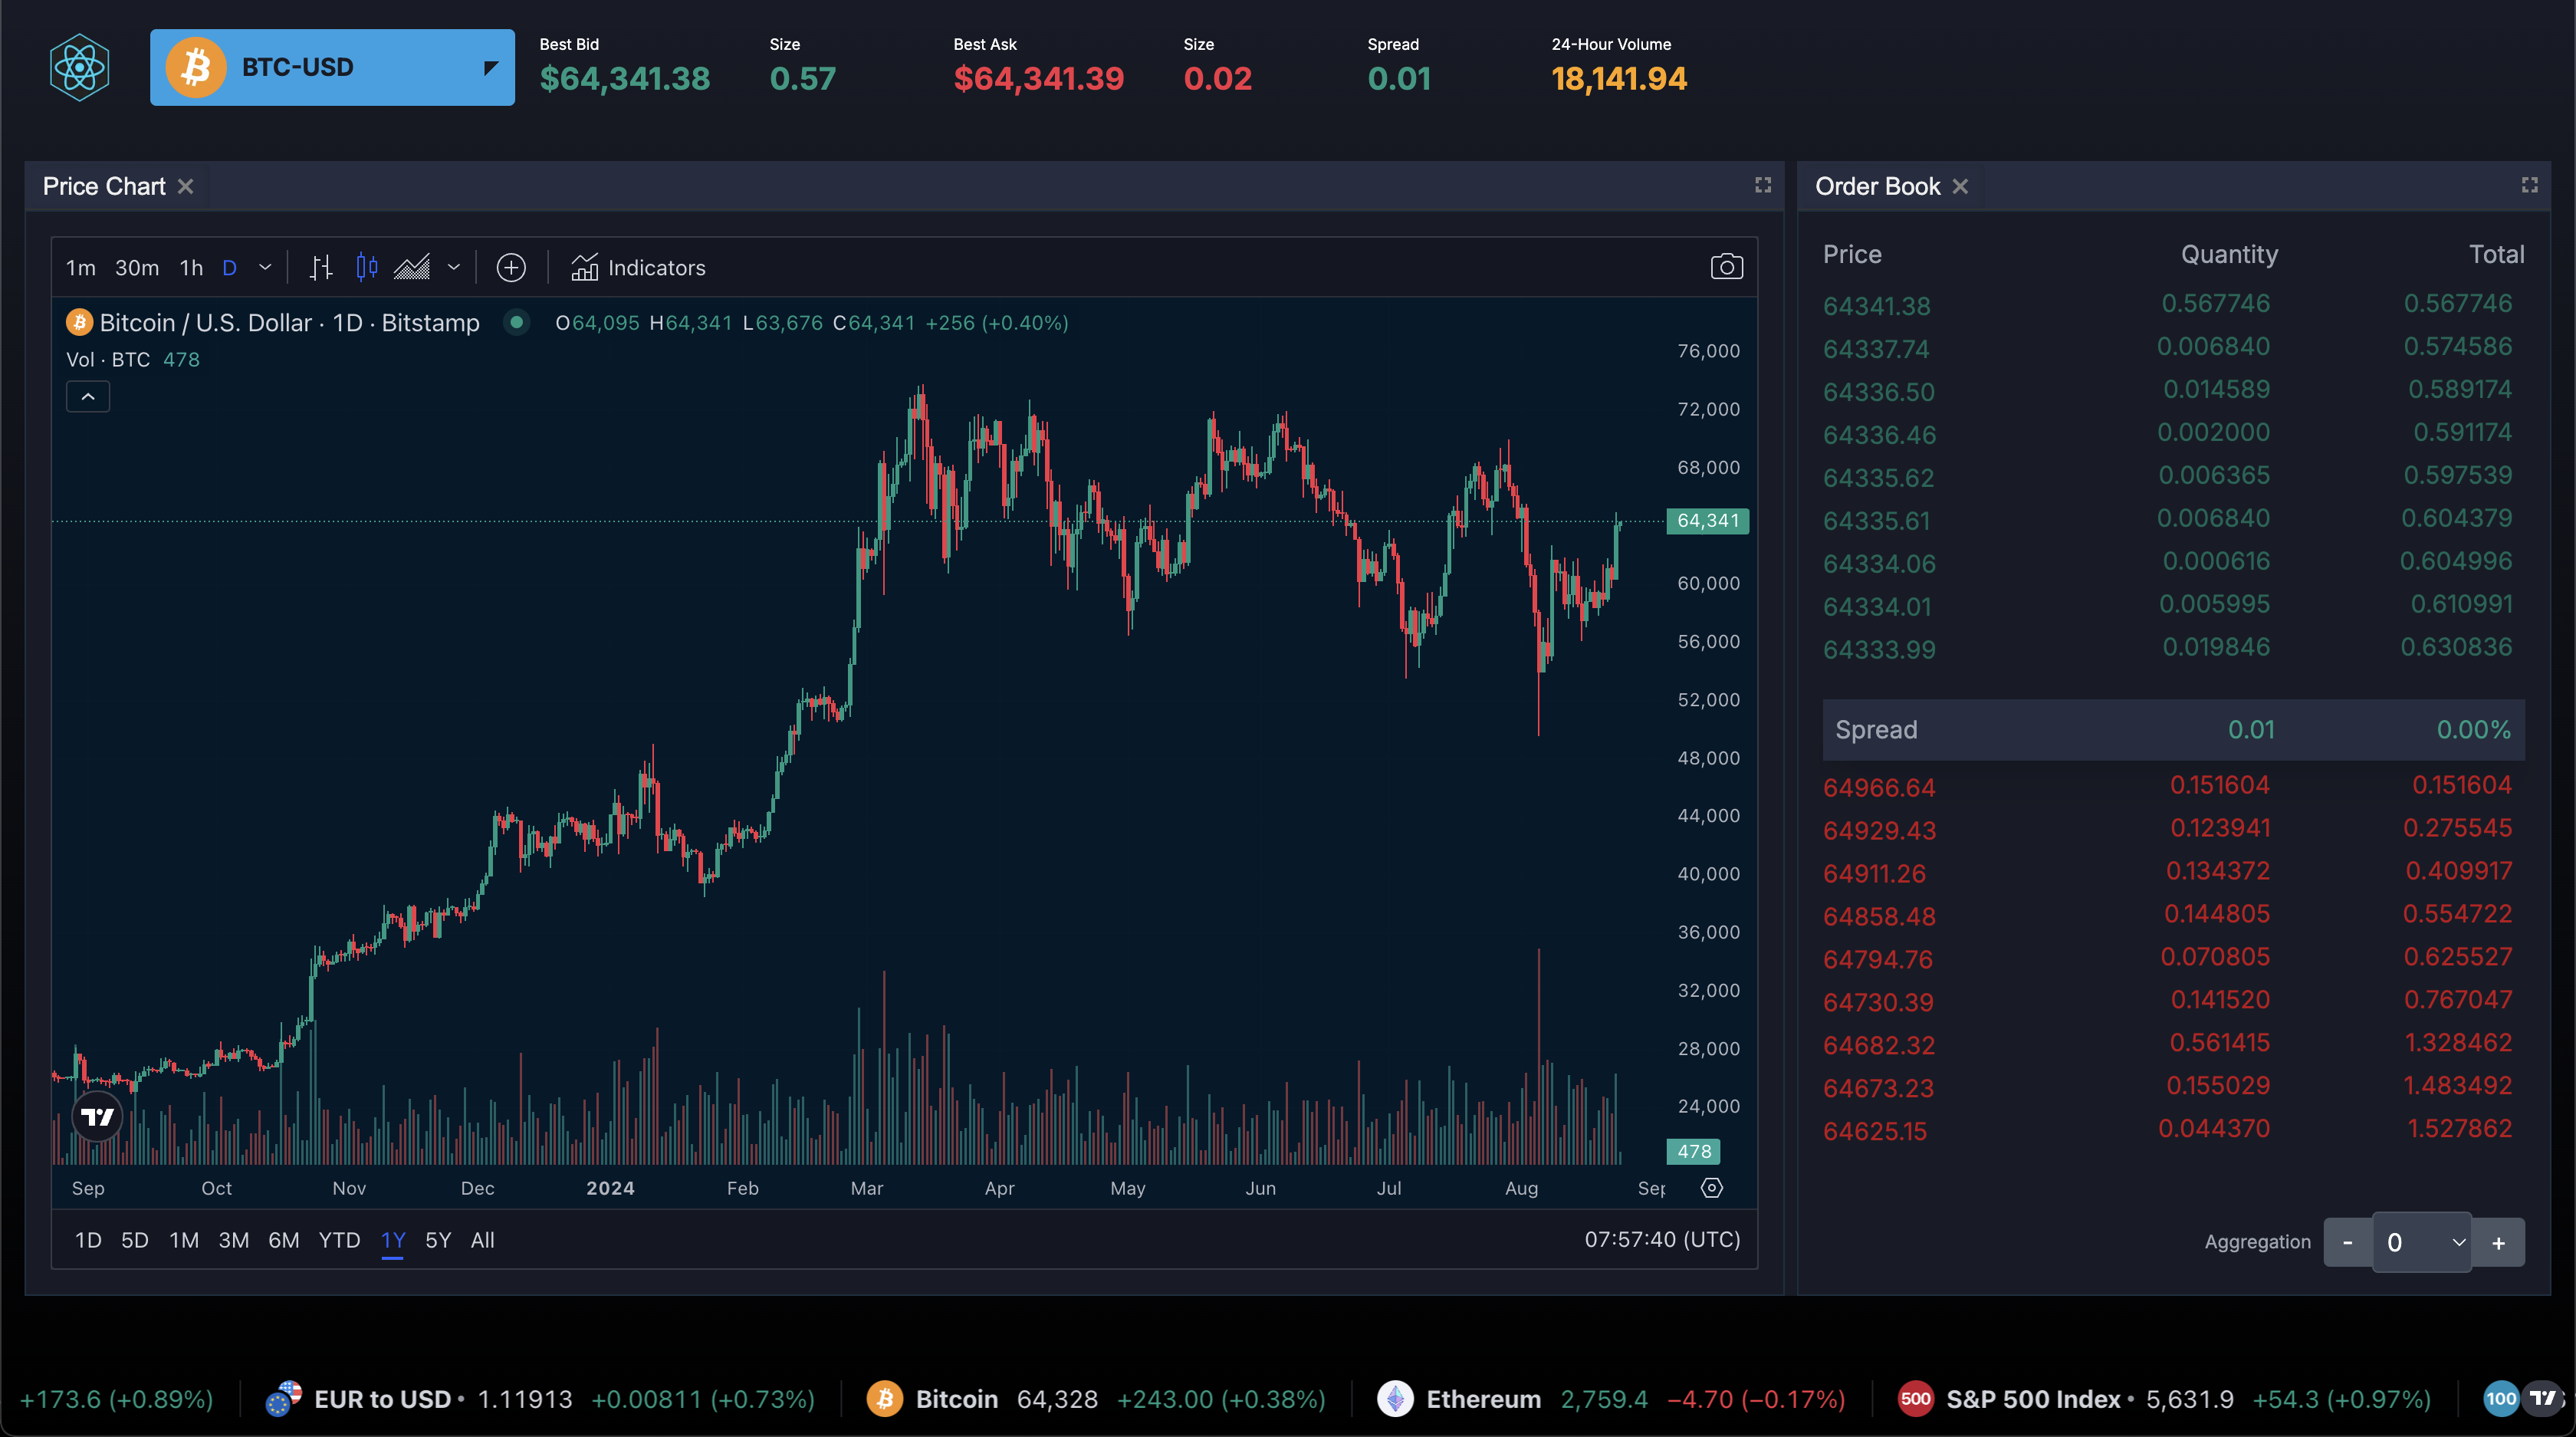 BTC-USD
Best Bid Size Best Ask Size Spread 24-Hour Volume
$64,341.38 0.57 $64,341.39 0.02 0.01 18,141.94
Price Chart
1m 30m 1h D Indicators
Bitcoin / U.S. Dollar · 1D · Bitstamp O64,095 H64,341 L63,676 C64,341 +256 (+0.40%)
Vol · BTC 478
76,000
72,000
68,000
64,341
60,000
56,000
52,000
48,000
44,000
40,000
36,000
32,000
28,000
24,000
478
Sep Oct Nov Dec 2024 Feb Mar Apr May Jun Jul Aug Sep
1D 5D 1M 3M 6M YTD 1Y 5Y All 07:57:40 (UTC)
Order Book
Price Quantity Total
64341.38 0.567746 0.567746
64337.74 0.006840 0.574586
64336.50 0.014589 0.589174
64336.46 0.002000 0.591174
64335.62 0.006365 0.597539
64335.61 0.006840 0.604379
64334.06 0.000616 0.604996
64334.01 0.005995 0.610991
64333.99 0.019846 0.630836
Spread 0.01 0.00%
64966.64 0.151604 0.151604
64929.43 0.123941 0.275545
64911.26 0.134372 0.409917
64858.48 0.144805 0.554722
64794.76 0.070805 0.625527
64730.39 0.141520 0.767047
64682.32 0.561415 1.328462
64673.23 0.155029 1.483492
64625.15 0.044370 1.527862
Aggregation - 0 +
+173.6 (+0.89%) EUR to USD • 1.11913 +0.00811 (+0.73%) Bitcoin 64,328 +243.00 (+0.38%) Ethereum 2,759.4 −4.70 (−0.17%) 500 S&P 500 Index • 5,631.9 +54.3 (+0.97%) 100